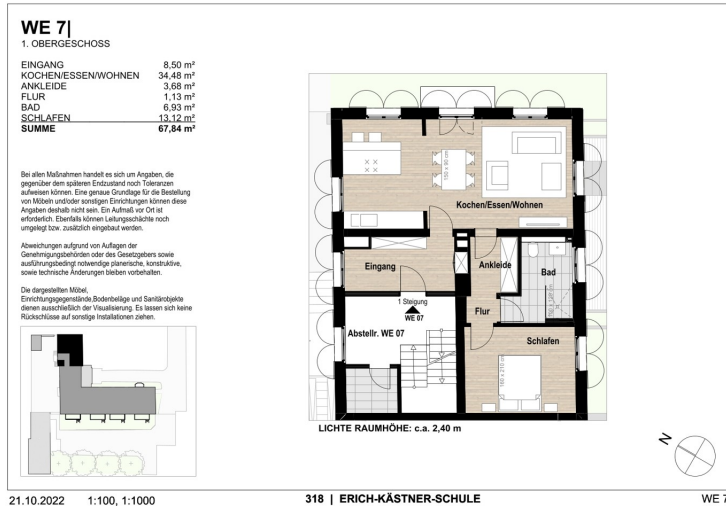 WE 7|
1. OBERGESCHOSS
EINGANG 8,50 m²
KOCHEN/ESSEN/WOHNEN 34,48 m²
ANKLEIDE 3,68 m²
FLUR 1,13 m²
BAD 6,93 m²
SCHLAFEN 13,12 m²
SUMME 67,84 m²
Bei allen Maßnahmen handelt es sich um Angaben, die
gegenüber dem späteren Endzustand noch Toleranzen
aufweisen können. Eine genaue Grundlage für die Bestellung
von Möbeln und/oder sonstigen Einrichtungen können diese
Angaben deshalb nicht sein. Ein Aufmaß vor Ort ist
erforderlich. Ebenfalls können Leitungsschächte noch
umgelegt bzw. zusätzlich eingebaut werden.
Abweichungen aufgrund von Auflagen der
Genehmigungsbehörden oder des Gesetzgebers sowie
ausführungsbedingt notwendige planerische, konstruktive,
sowie technische Änderungen bleiben vorbehalten.
Die dargestellten Möbel,
Einrichtungsgegenstände,Bodenbeläge und Sanitärobjekte
dienen ausschließlich der Visualisierung. Es lassen sich keine
Rückschlüsse auf sonstige Installationen ziehen.
150 x 90 cm
Kochen/Essen/Wohnen
Eingang
Ankleide
Bad
1 Steigung
WE 07
Flur
Abstellr. WE 07
Schlafen
160 x 210 cm
LICHTE RAUMHÖHE: c.a. 2,40 m
N
21.10.2022 1:100, 1:1000
318 | ERICH-KÄSTNER-SCHULE
WE 7